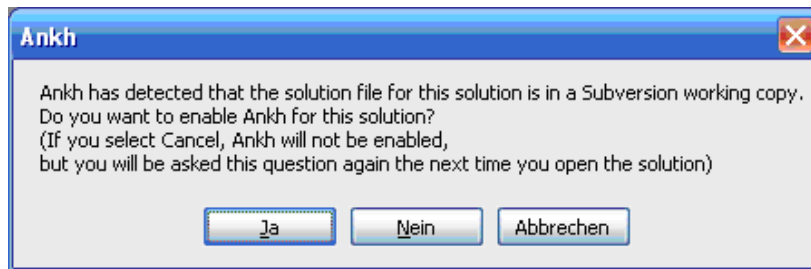 Ankh
Ankh has detected that the solution file for this solution is in a Subversion working copy.
Do you want to enable Ankh for this solution?
(If you select Cancel, Ankh will not be enabled,
but you will be asked this question again the next time you open the solution)
Ja Nein Abbrechen